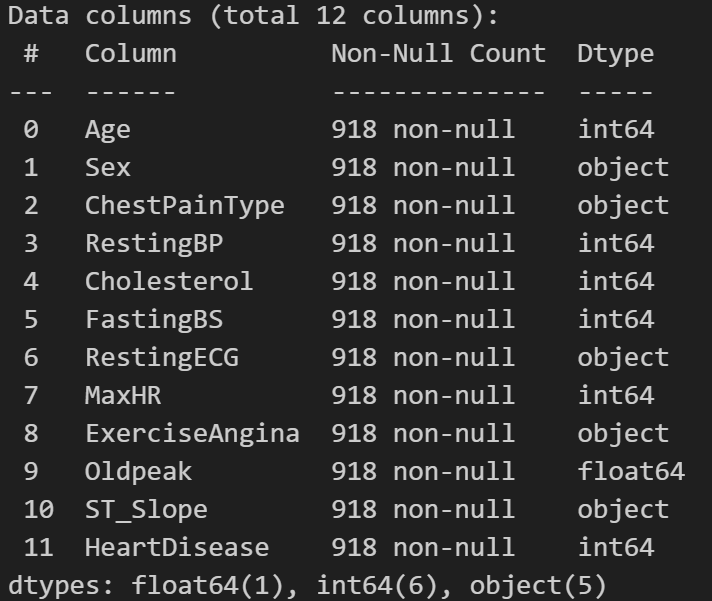 Data columns (total 12 columns):
 #   Column          Non-Null Count  Dtype
---  ------          --------------  -----
 0   Age             918 non-null    int64
 1   Sex             918 non-null    object
 2   ChestPainType   918 non-null    object
 3   RestingBP       918 non-null    int64
 4   Cholesterol     918 non-null    int64
 5   FastingBS       918 non-null    int64
 6   RestingECG      918 non-null    object
 7   MaxHR           918 non-null    int64
 8   ExerciseAngina  918 non-null    object
 9   Oldpeak         918 non-null    float64
 10  ST_Slope        918 non-null    object
 11  HeartDisease    918 non-null    int64
dtypes: float64(1), int64(6), object(5)